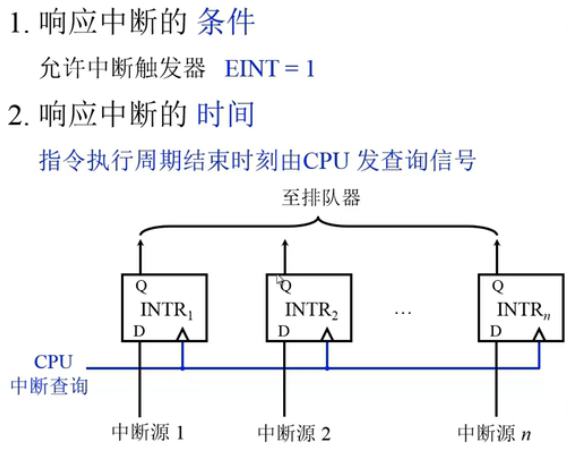 1. 响应中断的 条件
允许中断触发器 EINT = 1
2. 响应中断的 时间
指令执行周期结束时刻由CPU 发查询信号
至排队器
Q Q Q
INTR₁ INTR₂ … INTRₙ
D D D
CPU
中断查询
中断源 1 中断源 2 中断源 n